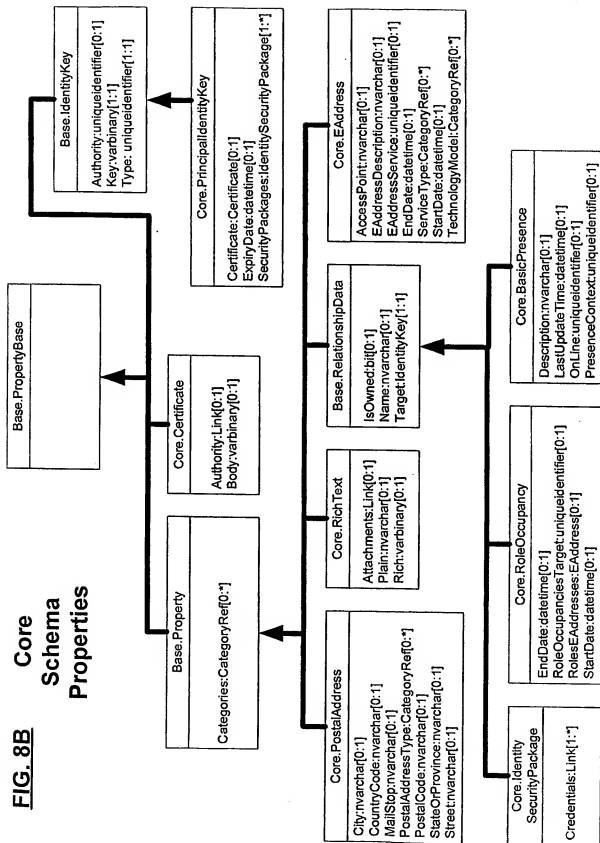 FIG. 8B
Core
Schema
Properties
Base.PropertyBase
Base.Property
Categories:CategoryRef[0:*]
Core.Certificate
Authority:Link[0:1]
Body:varbinary[0:1]
Base.IdentityKey
Authority:uniqueidentifier[0:1]
Key:varbinary[1:1]
Type: uniqueidentifier[1:1]
Core.PrincipalIdentityKey
Certificate:Certificate[0:1]
ExpiryDate:datetime[0:1]
SecurityPackages:IdentitySecurityPackage[1:*]
Core.PostalAddress
City:nvarchar[0:1]
CountryCode:nvarchar[0:1]
MailStop:nvarchar[0:1]
PostalAddressType:CategoryRef[0:*]
PostalCode:nvarchar[0:1]
StateOrProvince:nvarchar[0:1]
Street:nvarchar[0:1]
Core.RichText
Attachments:Link[0:1]
Plain:nvarchar[0:1]
Rich:varbinary[0:1]
Base.RelationshipData
IsOwned:bit[0:1]
Name:nvarchar[0:1]
Target:IdentityKey[1:1]
Core.EAddress
AccessPoint:nvarchar[0:1]
EAddressDescription:nvarchar[0:1]
EAddressService:uniqueidentifier[0:1]
EndDate:datetime[0:1]
ServiceType:CategoryRef[0:*]
StartDate:datetime[0:1]
TechnologyModel:CategoryRef[0:*]
Core.Identity
SecurityPackage
Credentials:Link[1:*]
Core.RoleOccupancy
EndDate:datetime[0:1]
RoleOccupanciesTarget:uniqueidentifier[0:1]
RolesEAddresses:EAddress[0:1]
StartDate:datetime[0:1]
Core.BasicPresence
Description:nvarchar[0:1]
LastUpdateTime:datetime[0:1]
OnLine:uniqueidentifier[0:1]
PresenceContext:uniqueidentifier[0:1]